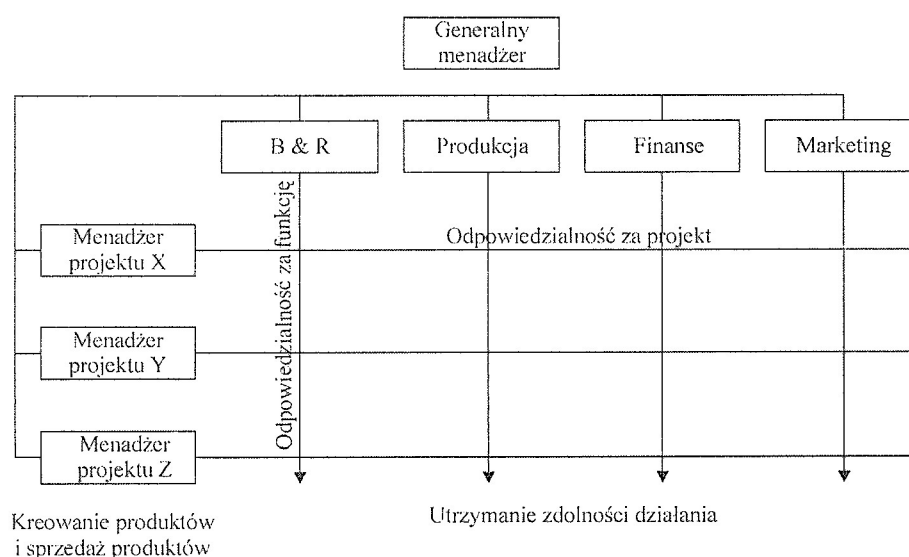 Generalny
menadżer
B & R
Produkcja
Finanse
Marketing
Odpowiedzialność za funkcję
Menadżer
projektu X
Odpowiedzialność za projekt
Menadżer
projektu Y
Menadżer
projektu Z
Kreowanie produktów
i sprzedaż produktów
Utrzymanie zdolności działania